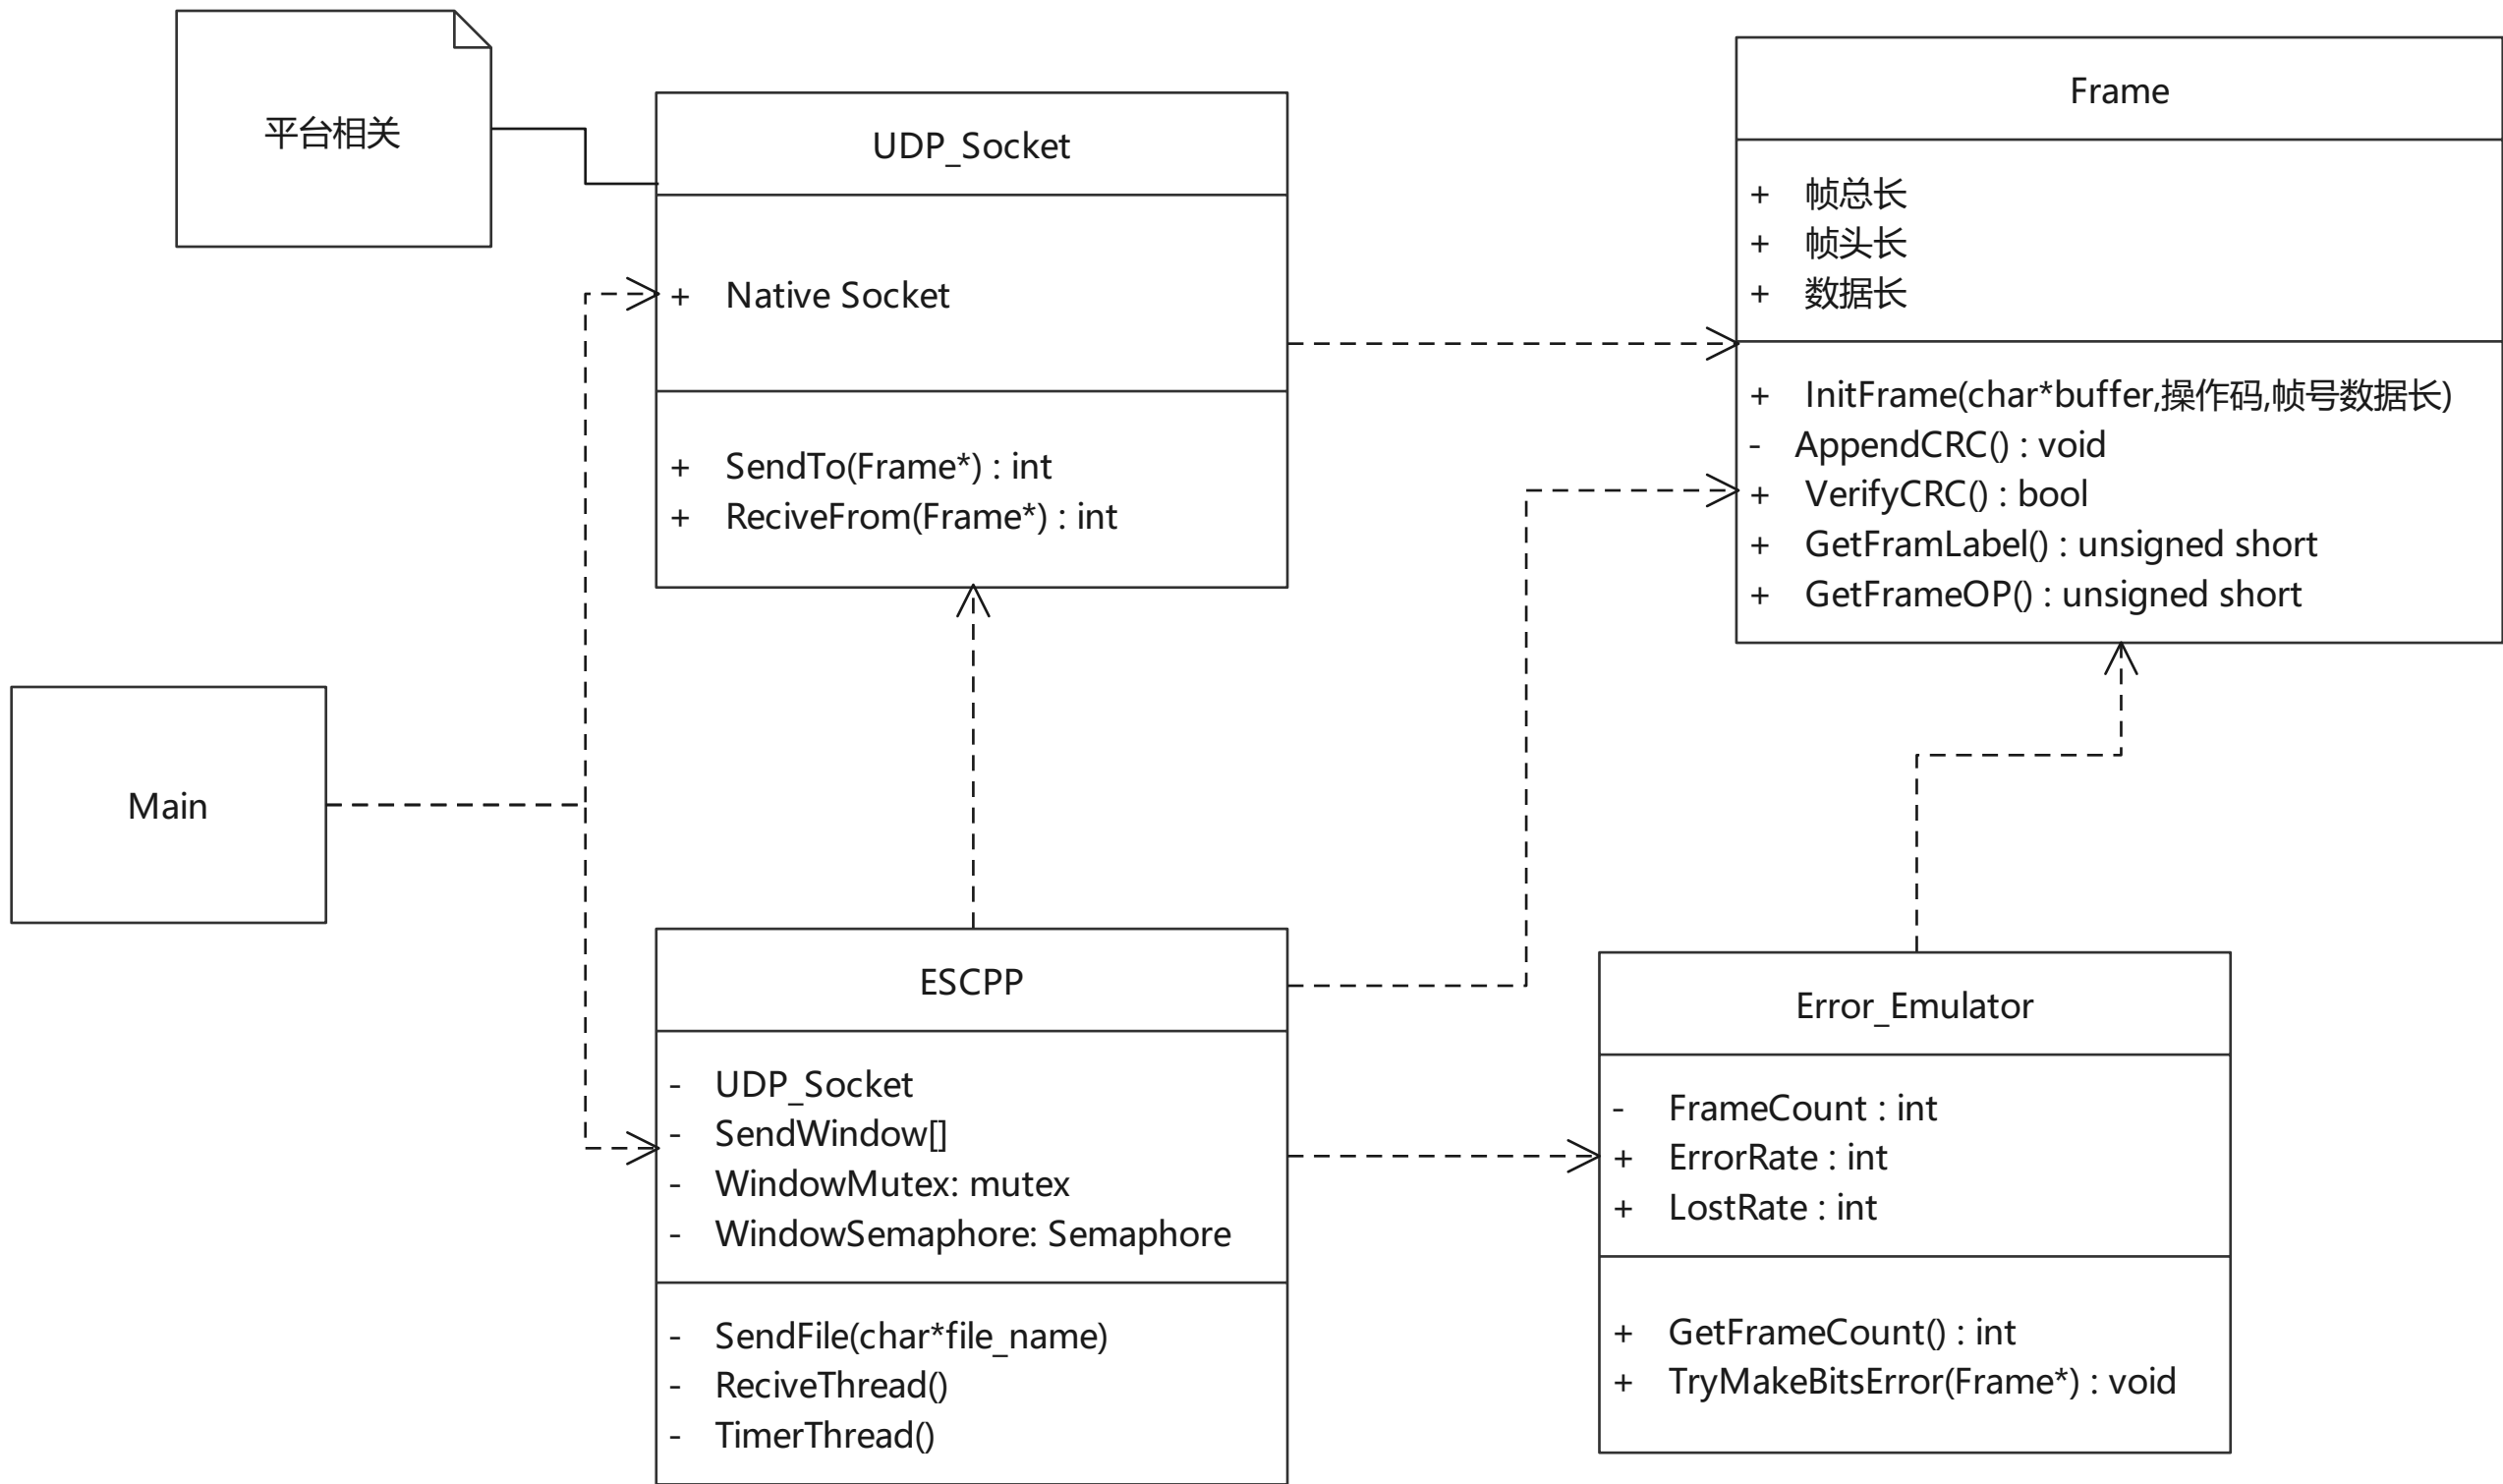 平台相关
UDP_Socket
+ Native Socket
+ SendTo(Frame*) : int
+ ReciveFrom(Frame*) : int
Frame
+ 帧总长
+ 帧头长
+ 数据长
+ InitFrame(char*buffer,操作码,帧号数据长)
- AppendCRC() : void
+ VerifyCRC() : bool
+ GetFramLabel() : unsigned short
+ GetFrameOP() : unsigned short
Main
ESCPP
- UDP_Socket
- SendWindow[]
- WindowMutex: mutex
- WindowSemaphore: Semaphore
- SendFile(char*file_name)
- ReciveThread()
- TimerThread()
Error_Emulator
- FrameCount : int
+ ErrorRate : int
+ LostRate : int
+ GetFrameCount() : int
+ TryMakeBitsError(Frame*) : void